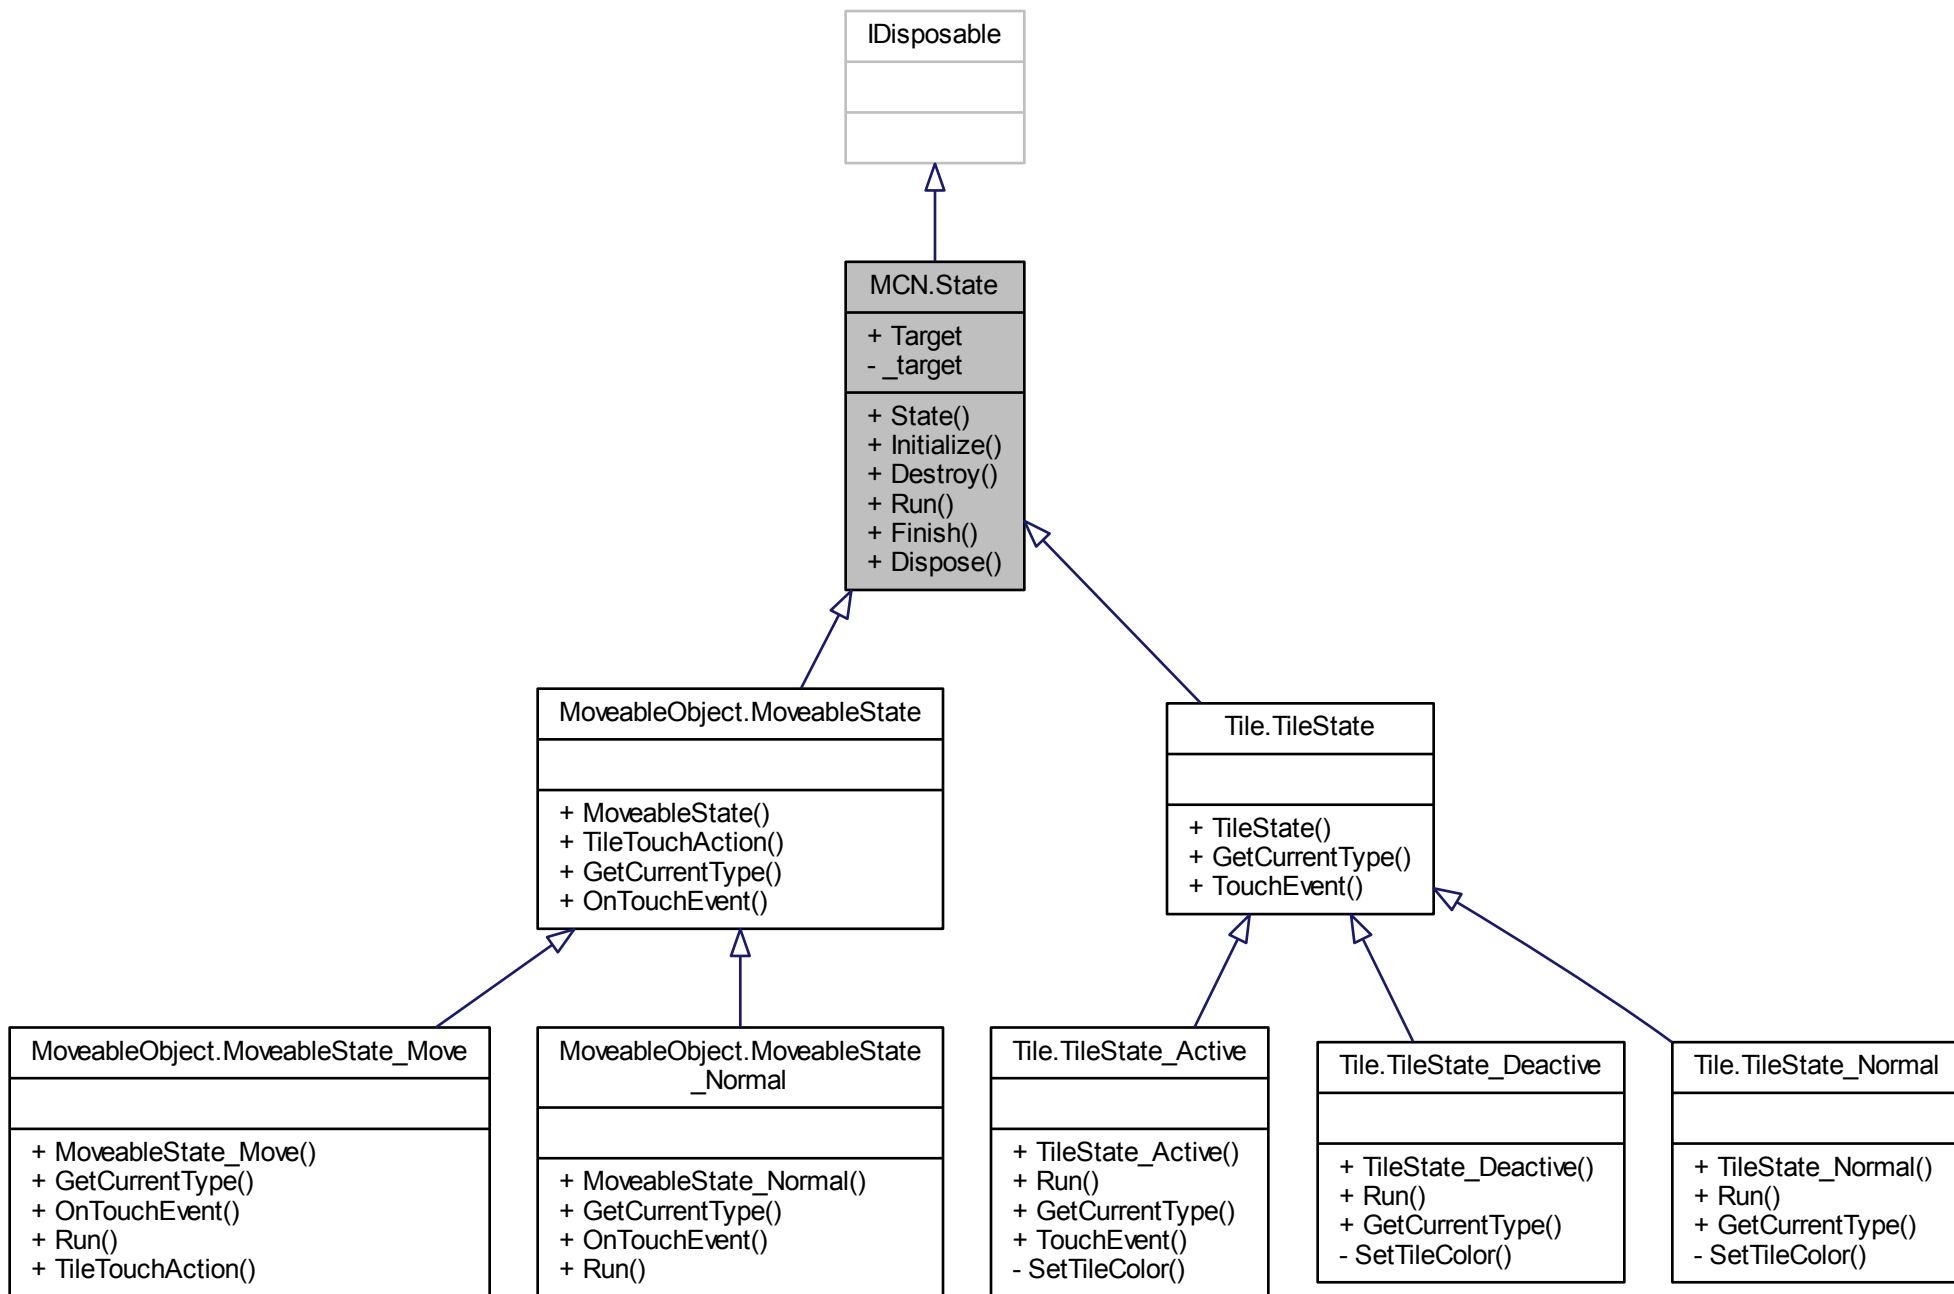 IDisposable
MCN.State
+ Target
- _target
+ State()
+ Initialize()
+ Destroy()
+ Run()
+ Finish()
+ Dispose()
MoveableObject.MoveableState
+ MoveableState()
+ TileTouchAction()
+ GetCurrentType()
+ OnTouchEvent()
Tile.TileState
+ TileState()
+ GetCurrentType()
+ TouchEvent()
MoveableObject.MoveableState_Move
+ MoveableState_Move()
+ GetCurrentType()
+ OnTouchEvent()
+ Run()
+ TileTouchAction()
MoveableObject.MoveableState
_Normal
+ MoveableState_Normal()
+ GetCurrentType()
+ OnTouchEvent()
+ Run()
Tile.TileState_Active
+ TileState_Active()
+ Run()
+ GetCurrentType()
+ TouchEvent()
- SetTileColor()
Tile.TileState_Deactive
+ TileState_Deactive()
+ Run()
+ GetCurrentType()
- SetTileColor()
Tile.TileState_Normal
+ TileState_Normal()
+ Run()
+ GetCurrentType()
- SetTileColor()